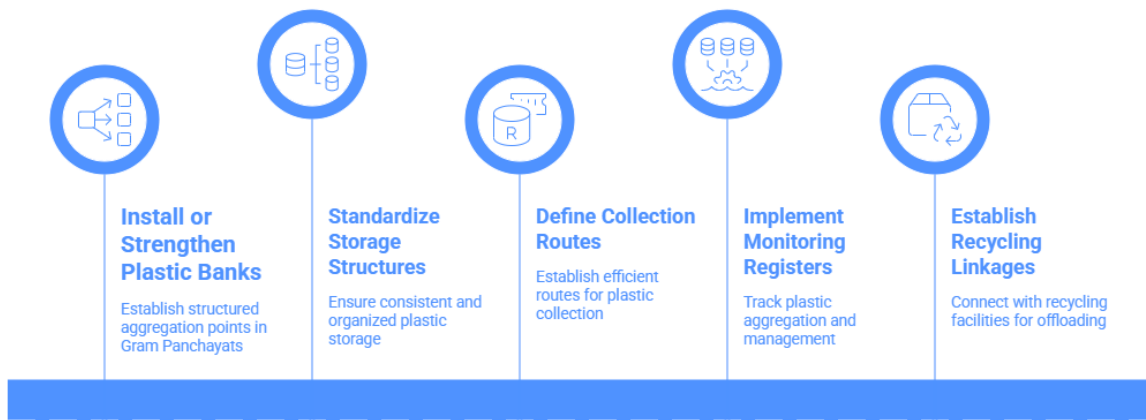 R
Install or
Strengthen
Plastic Banks
Establish structured
aggregation points in
Gram Panchayats
Standardize
Storage
Structures
Ensure consistent and
organized plastic
storage
Define Collection
Routes
Establish efficient
routes for plastic
collection
Implement
Monitoring
Registers
Track plastic
aggregation and
management
Establish
Recycling
Linkages
Connect with recycling
facilities for offloading